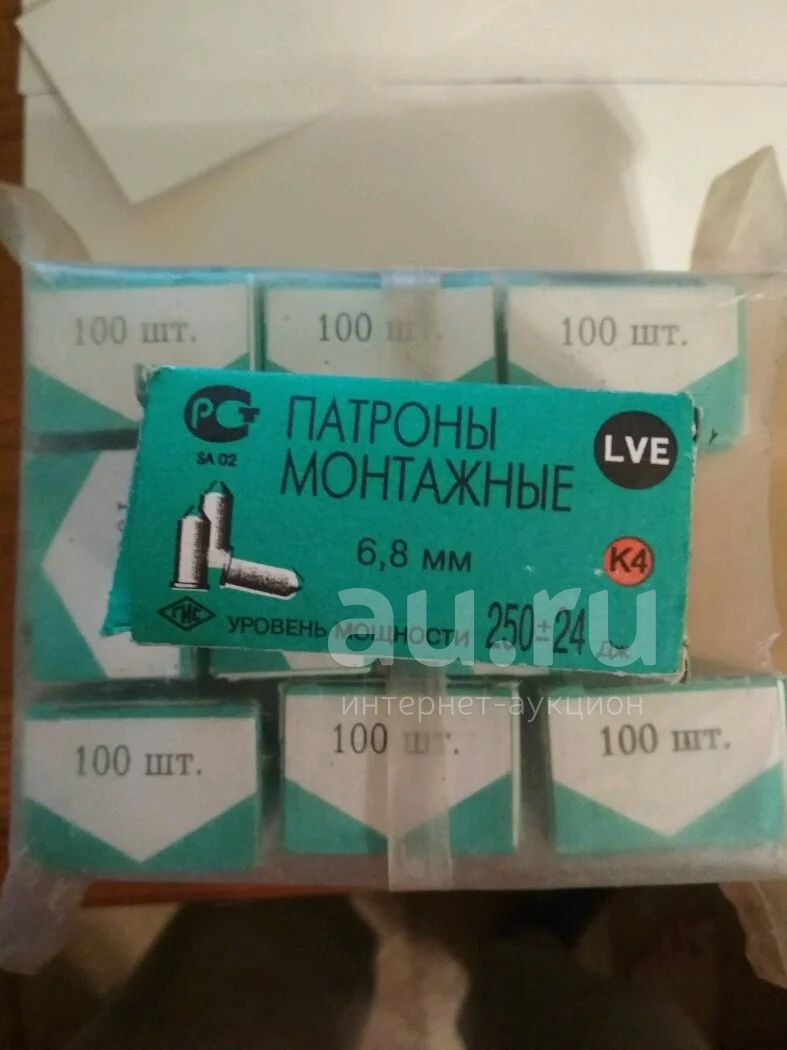 100 шт.
100 шт.
100 шт.
РСТ
SA 02
ПАТРОНЫ
МОНТАЖНЫЕ
LVE
6,8 мм
К4
ГИС
УРОВЕНЬ МОЩНОСТИ 250±24 дж
au.ru
интернет-аукцион
100 шт.
100 шт.
100 шт.